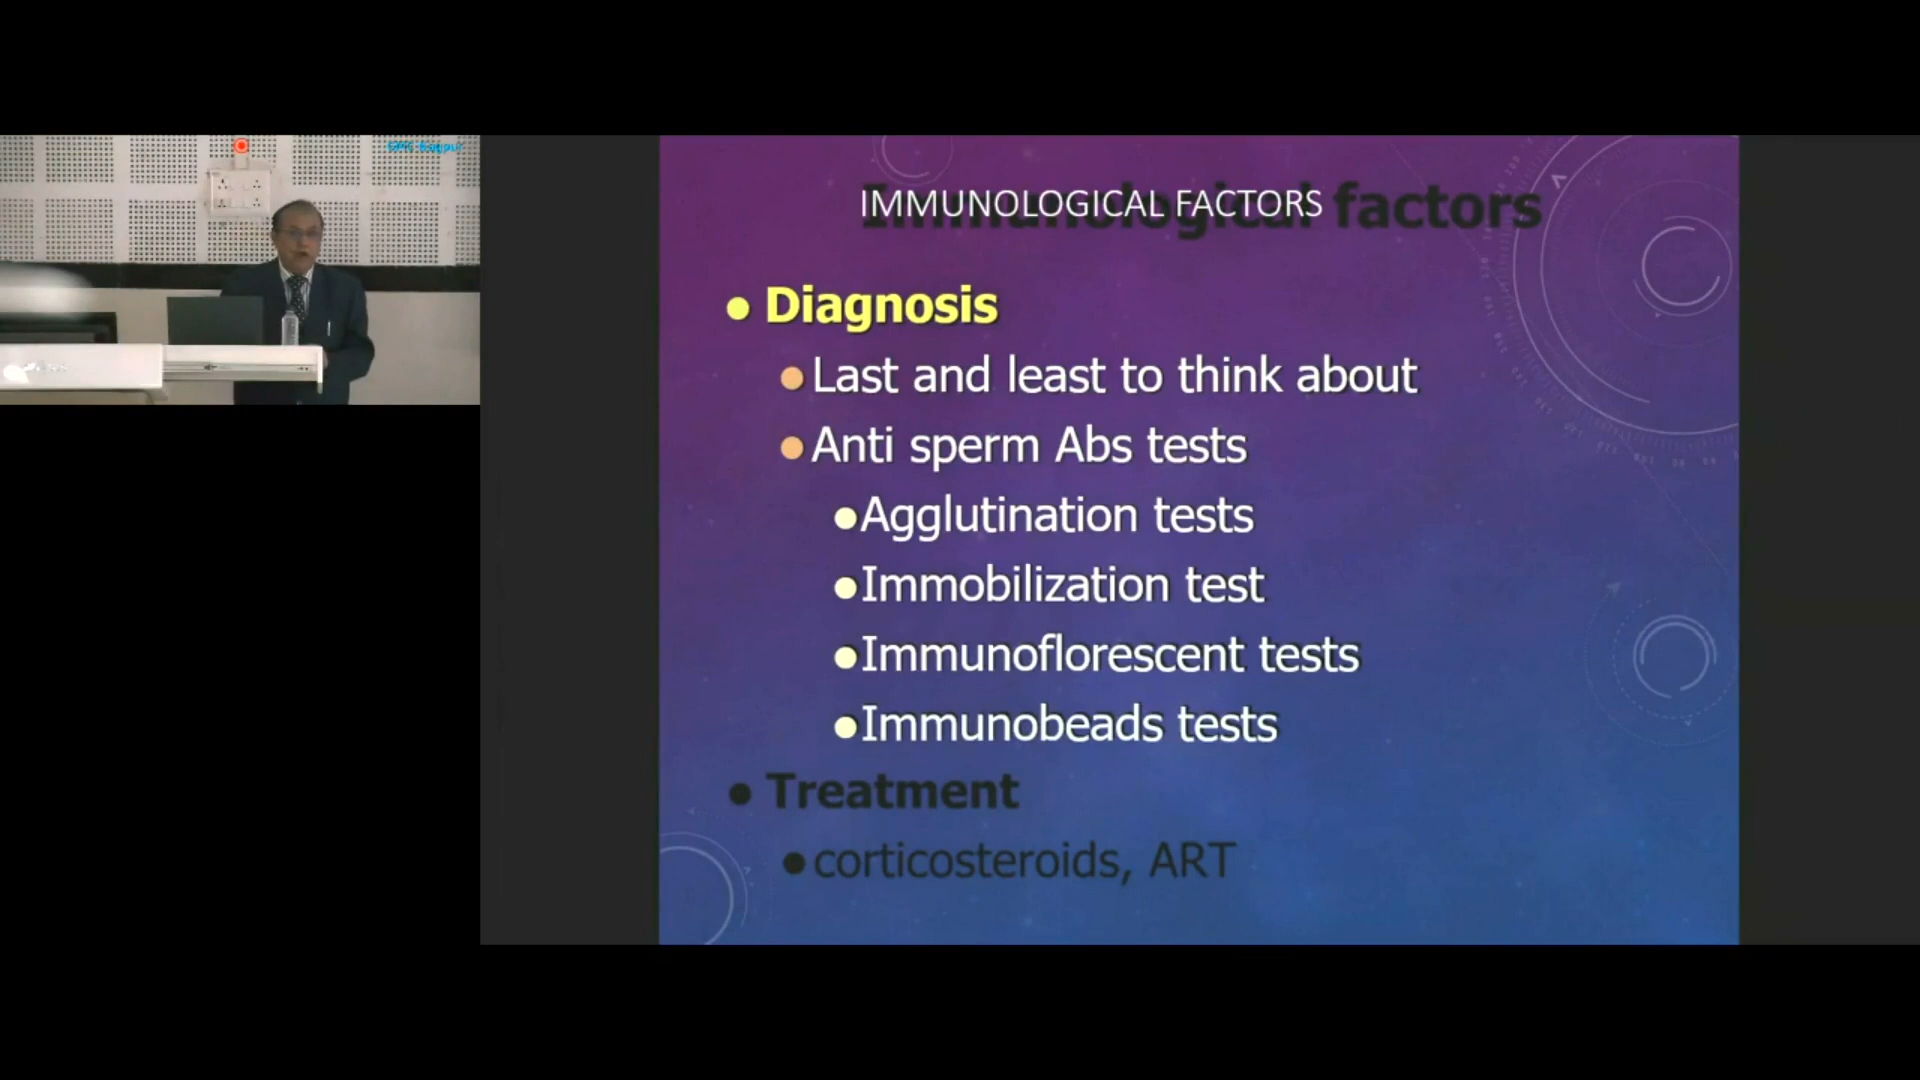 IMMUNOLOGICAL FACTORS
Immunological factors
Diagnosis
Last and least to think about
Anti sperm Abs tests
Agglutination tests
Immobilization test
Immunoflorescent tests
Immunobeads tests
Treatment
corticosteroids, ART